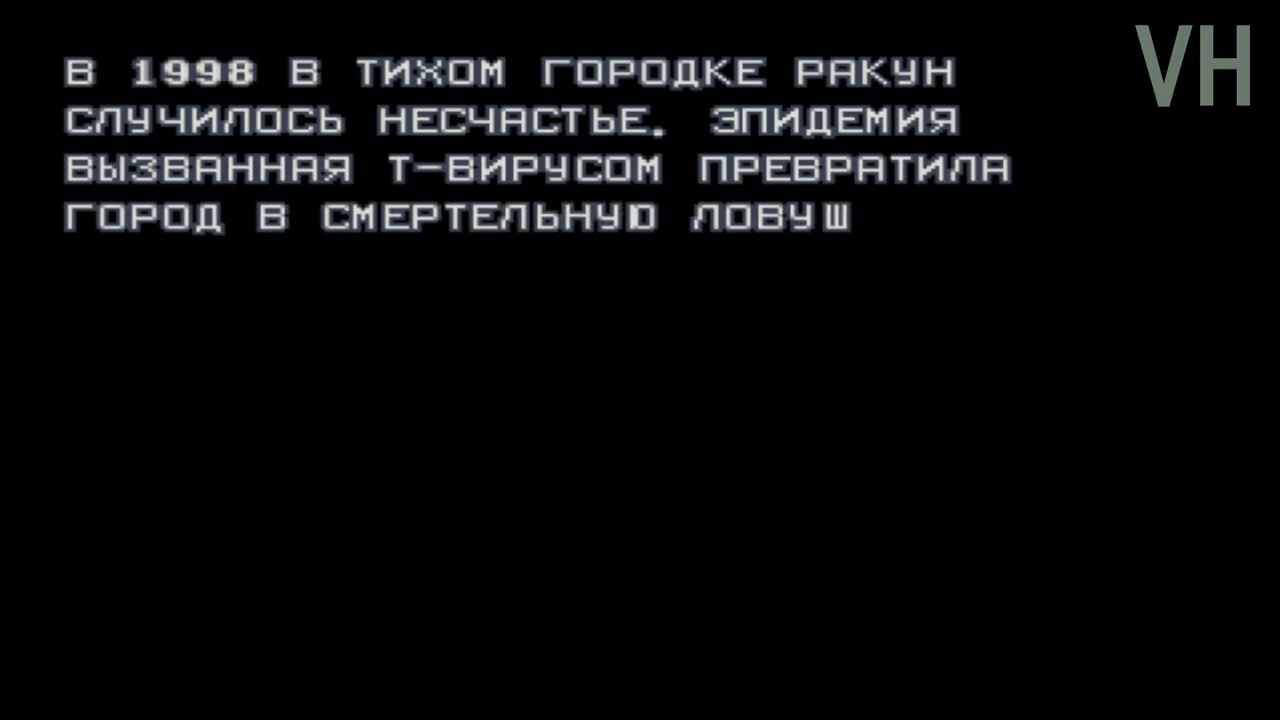 В 1998 В ТИХОМ ГОРОДКЕ РАКУН
СЛУЧИЛОСЬ НЕСЧАСТЬЕ. ЭПИДЕМИЯ
ВЫЗВАННАЯ Т-ВИРУСОМ ПРЕВРАТИЛА
ГОРОД В СМЕРТЕЛЬНУЮ ЛОВУШ
VH